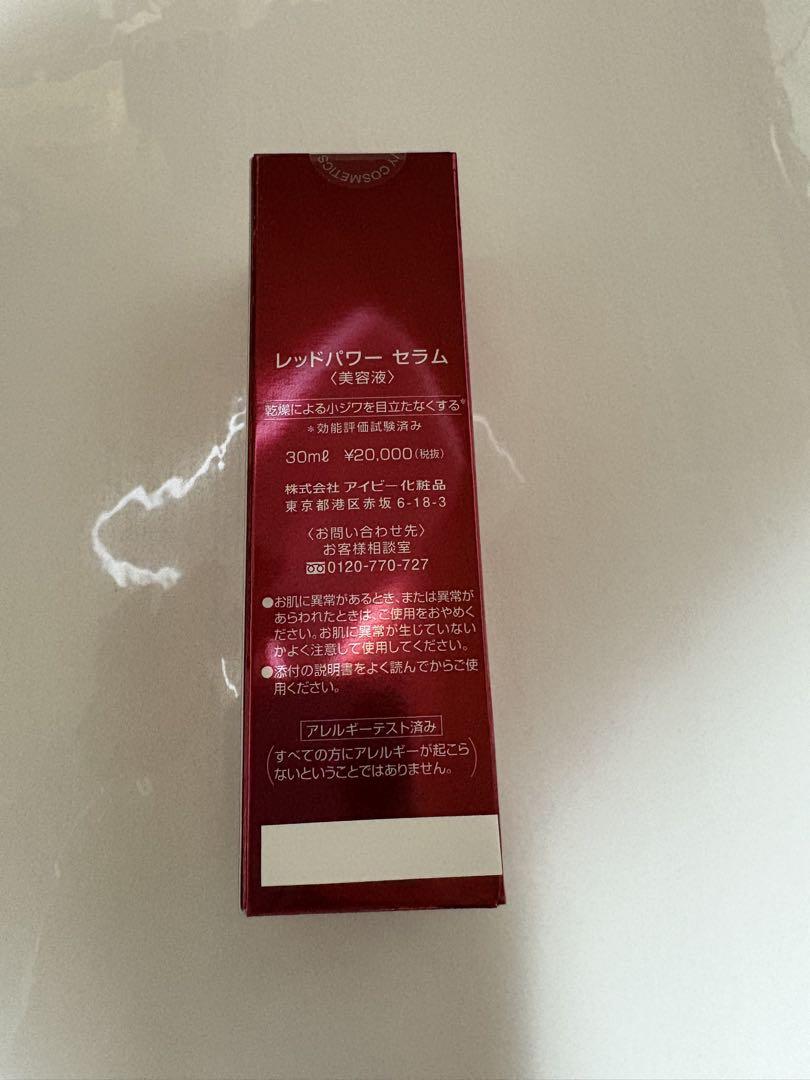 IVY COSMETICS
レッドパワー セラム
〈美容液〉
乾燥による小ジワを目立たなくする*
*効能評価試験済み
30mℓ ¥20,000(税抜)
株式会社 アイビー化粧品
東京都港区赤坂 6-18-3
〈お問い合わせ先〉
お客様相談室
0120-770-727
●お肌に異常があるとき、または異常が
あらわれたときは、ご使用をおやめく
ださい。お肌に異常が生じていない
かよく注意して使用してください。
●添付の説明書をよく読んでからご使
用ください。
アレルギーテスト済み
(すべての方にアレルギーが起こら
ないということではありません。)